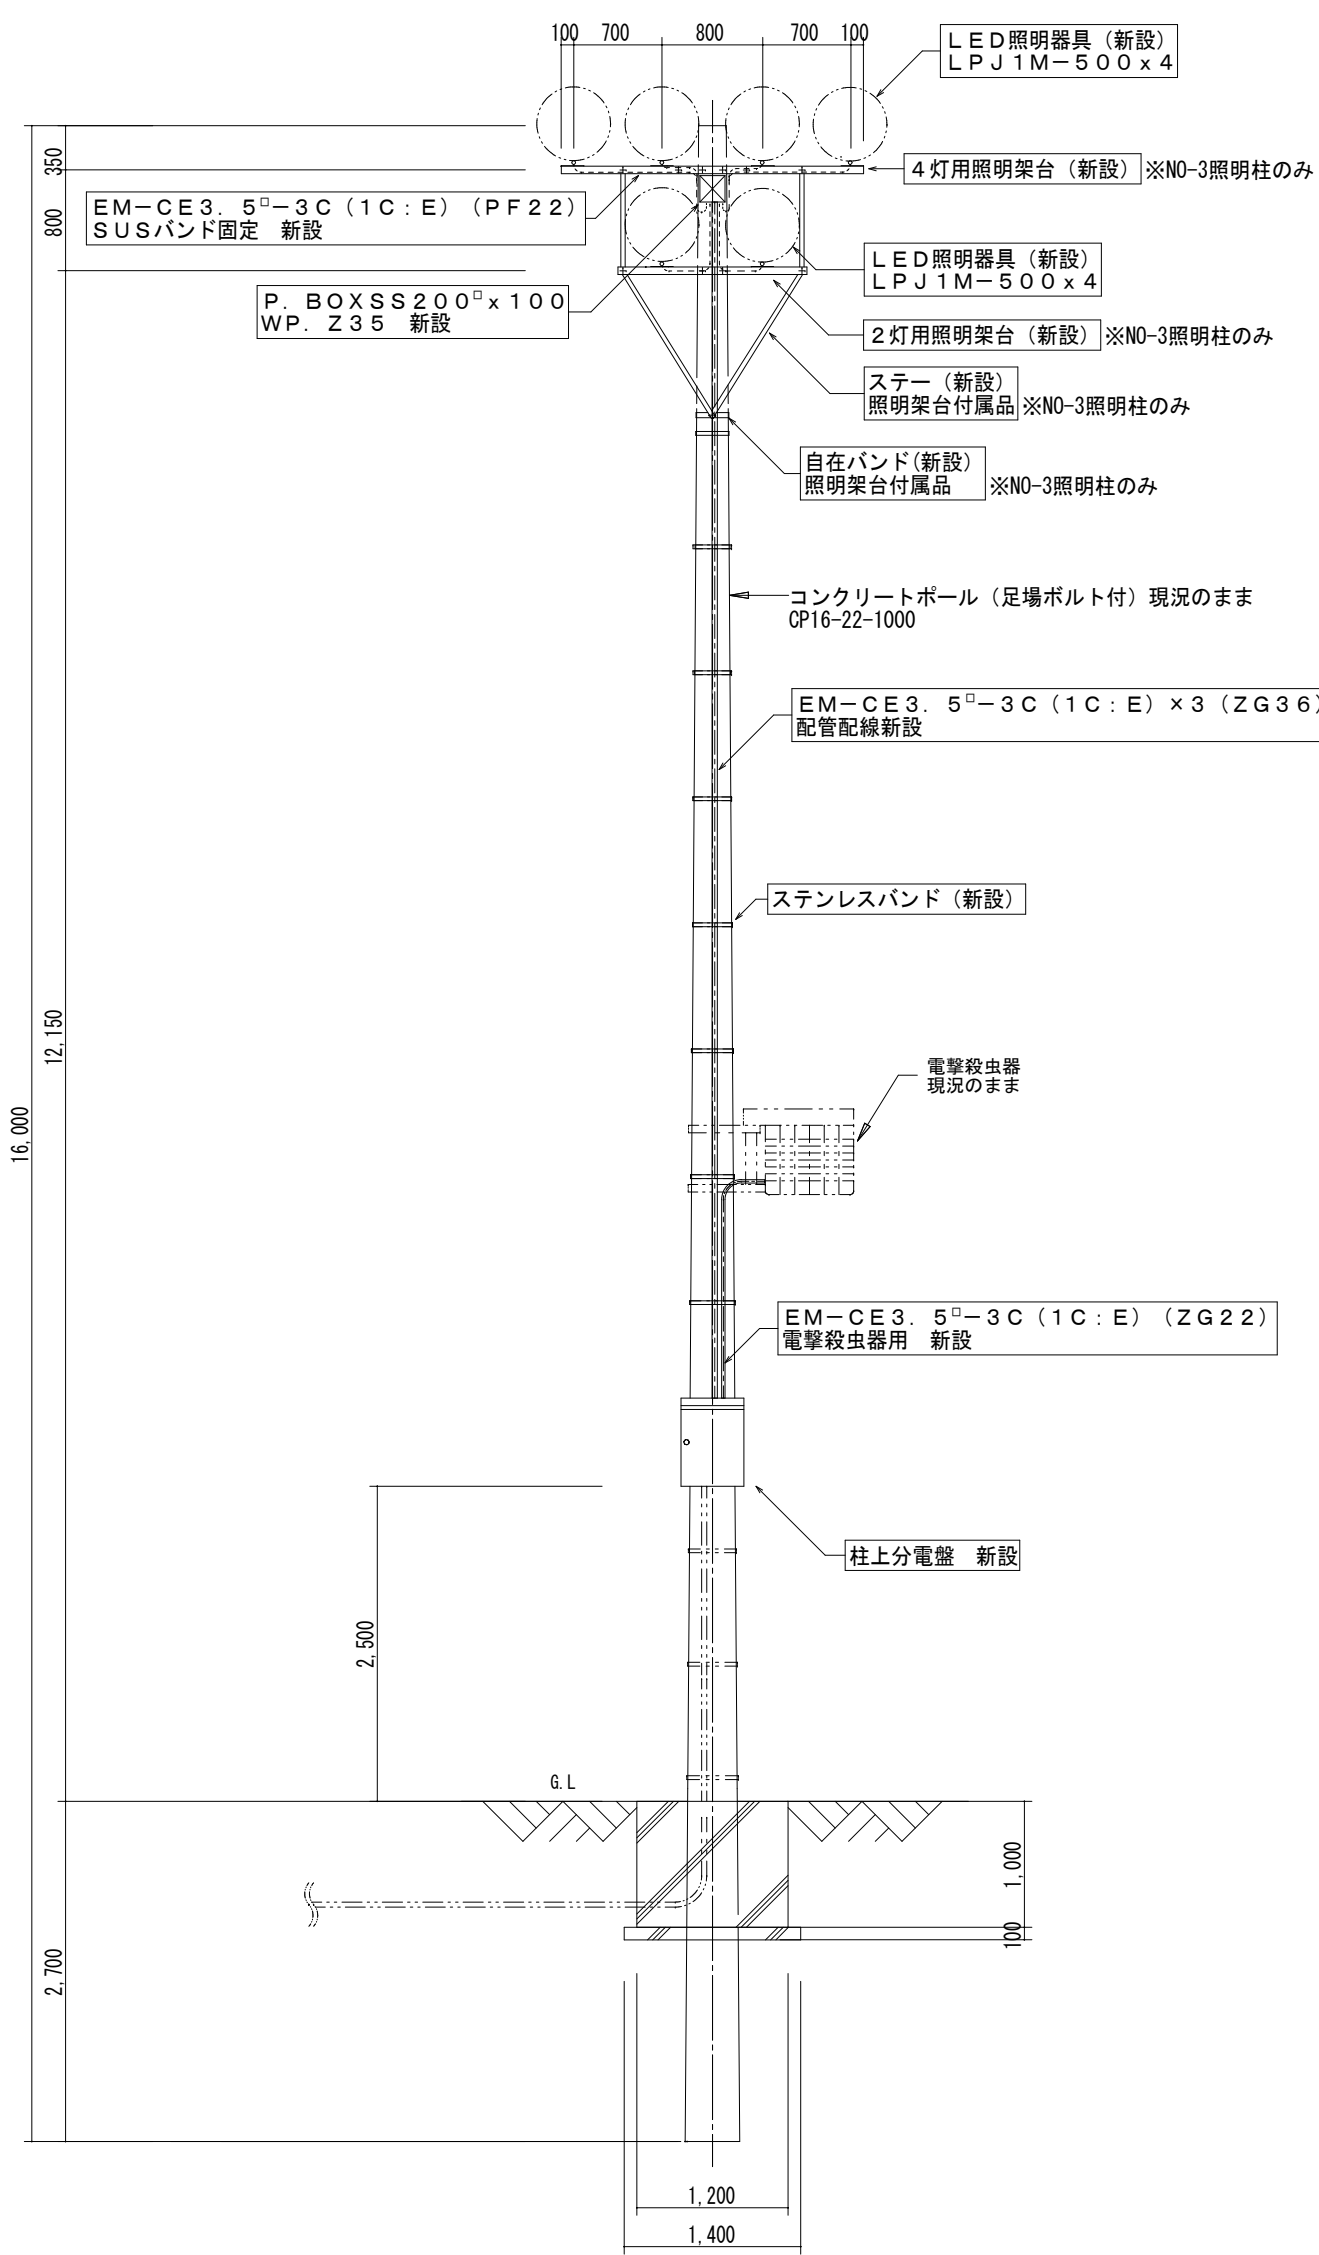 100 700 800 700 100
LED照明器具（新設）
LPJ1M－500x4
350
4灯用照明架台（新設） ※NO-3照明柱のみ
EM－CE3．5□－3C（1C：E）（PF22）
SUSバンド固定　新設
800
LED照明器具（新設）
LPJ1M－500x4
P．BOXSS200□x100
WP．Z35　新設
2灯用照明架台（新設） ※NO-3照明柱のみ
ステー（新設）
照明架台付属品 ※NO-3照明柱のみ
自在バンド(新設)
照明架台付属品 ※NO-3照明柱のみ
コンクリートポール（足場ボルト付）現況のまま
CP16-22-1000
EM－CE3．5□－3C（1C：E）×3（ZG36）
配管配線新設
ステンレスバンド（新設）
12,150
電撃殺虫器
現況のまま
16,000
EM－CE3．5□－3C（1C：E）（ZG22）
電撃殺虫器用　新設
柱上分電盤　新設
2,500
G.L
1,000
100
2,700
1,200
1,400